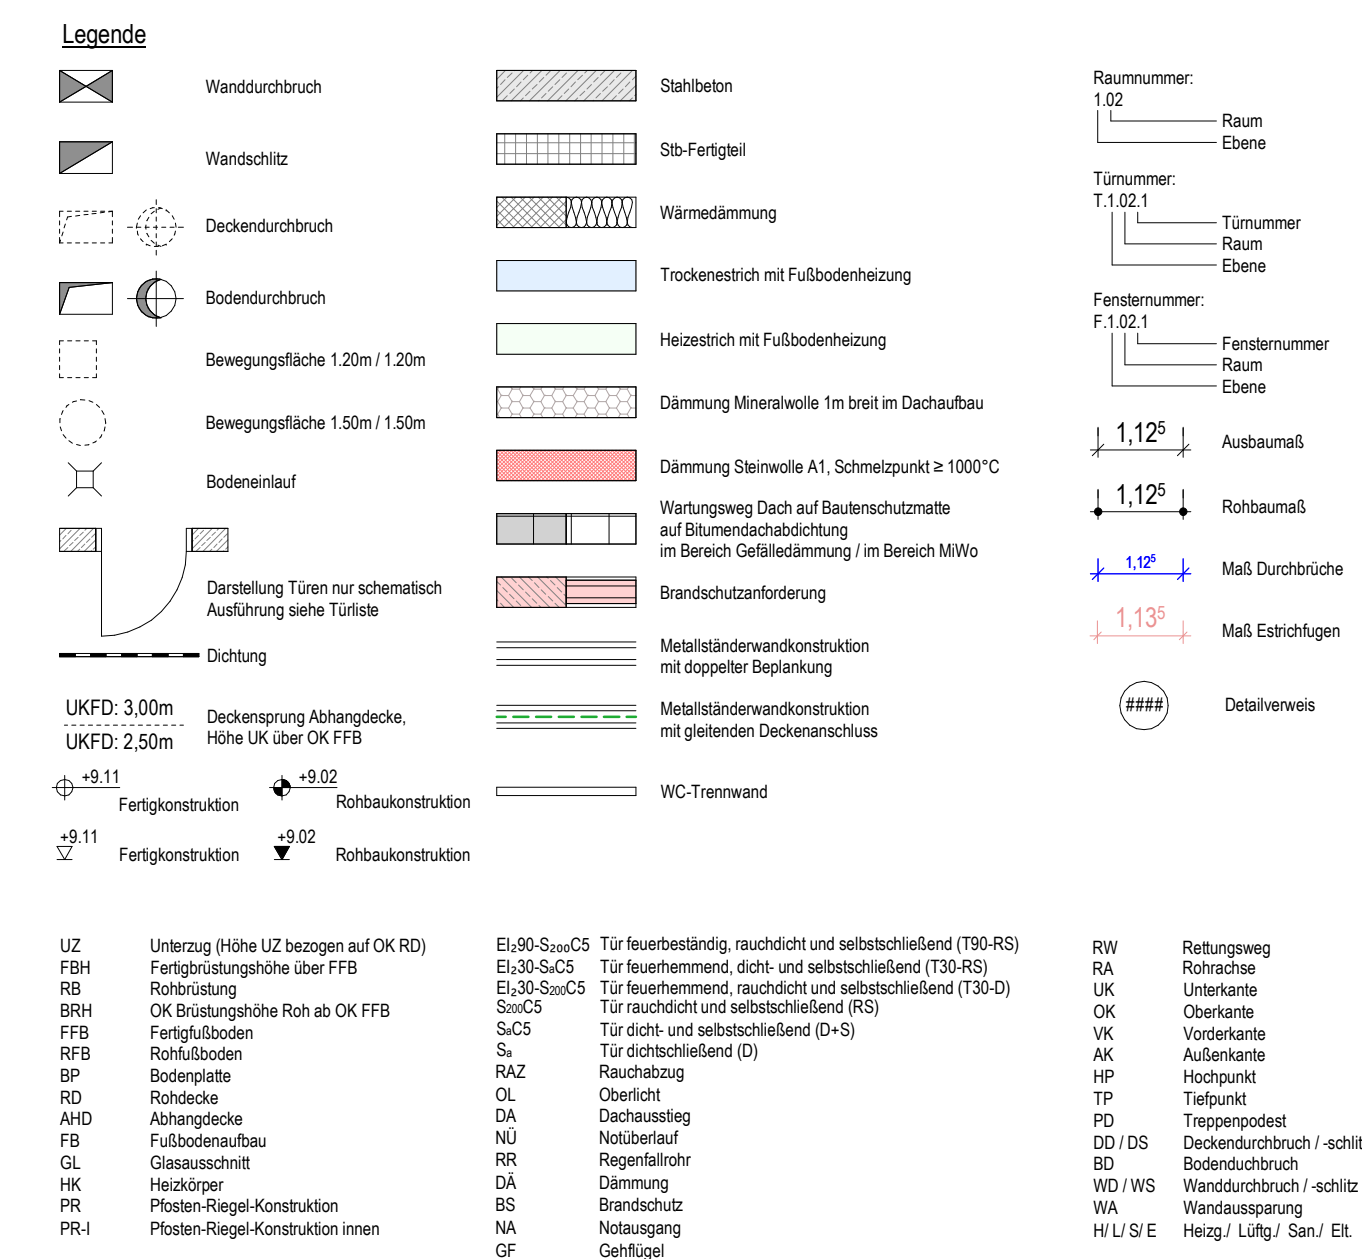 Legende
Wanddurchbruch
Wandschlitz
Deckendurchbruch
Bodendurchbruch
Bewegungsfläche 1.20m / 1.20m
Bewegungsfläche 1.50m / 1.50m
Bodeneinlauf
Darstellung Türen nur schematisch
Ausführung siehe Türliste
Dichtung
UKFD: 3,00m
UKFD: 2,50m
Deckensprung Abhangdecke,
Höhe UK über OK FFB
+9.11
Fertigkonstruktion
+9.02
Rohbaukonstruktion
+9.11
Fertigkonstruktion
+9.02
Rohbaukonstruktion
Stahlbeton
Stb-Fertigteil
Wärmedämmung
Trockenestrich mit Fußbodenheizung
Heizestrich mit Fußbodenheizung
Dämmung Mineralwolle 1m breit im Dachaufbau
Dämmung Steinwolle A1, Schmelzpunkt ≥ 1000°C
Wartungsweg Dach auf Bautenschutzmatte
auf Bitumendachabdichtung
im Bereich Gefälledämmung / im Bereich MiWo
Brandschutzanforderung
Metallständerwandkonstruktion
mit doppelter Beplankung
Metallständerwandkonstruktion
mit gleitenden Deckenanschluss
WC-Trennwand
Raumnummer:
1.02
Raum
Ebene
Türnummer:
T.1.02.1
Türnummer
Raum
Ebene
Fensternummer:
F.1.02.1
Fensternummer
Raum
Ebene
1,12⁵ Ausbaumaß
1,12⁵ Rohbaumaß
1,12⁵ Maß Durchbrüche
1,13⁵ Maß Estrichfugen
#### Detailverweis
UZ Unterzug (Höhe UZ bezogen auf OK RD)
FBH Fertigbrüstungshöhe über FFB
RB Rohbrüstung
BRH OK Brüstungshöhe Roh ab OK FFB
FFB Fertigfußboden
RFB Rohfußboden
BP Bodenplatte
RD Rohdecke
AHD Abhangdecke
FB Fußbodenaufbau
GL Glasausschnitt
HK Heizkörper
PR Pfosten-Riegel-Konstruktion
PR-I Pfosten-Riegel-Konstruktion innen
EI₂90-S₂₀₀C5 Tür feuerbeständig, rauchdicht und selbstschließend (T90-RS)
EI₂30-SₐC5 Tür feuerhemmend, dicht- und selbstschließend (T30-RS)
EI₂30-S₂₀₀C5 Tür feuerhemmend, rauchdicht und selbstschließend (T30-D)
S₂₀₀C5 Tür rauchdicht und selbstschließend (RS)
SₐC5 Tür dicht- und selbstschließend (D+S)
Sₐ Tür dichtschließend (D)
RAZ Rauchabzug
OL Oberlicht
DA Dachausstieg
NÜ Notüberlauf
RR Regenfallrohr
DÄ Dämmung
BS Brandschutz
NA Notausgang
GF Gehflügel
RW Rettungsweg
RA Rohrachse
UK Unterkante
OK Oberkante
VK Vorderkante
AK Außenkante
HP Hochpunkt
TP Tiefpunkt
PD Treppenpodest
DD / DS Deckendurchbruch / -schlit
BD Bodenduchbruch
WD / WS Wanddurchbruch / -schlitz
WA Wandaussparung
H/ L/ S/ E Heizg./ Lüftg./ San./ Elt.